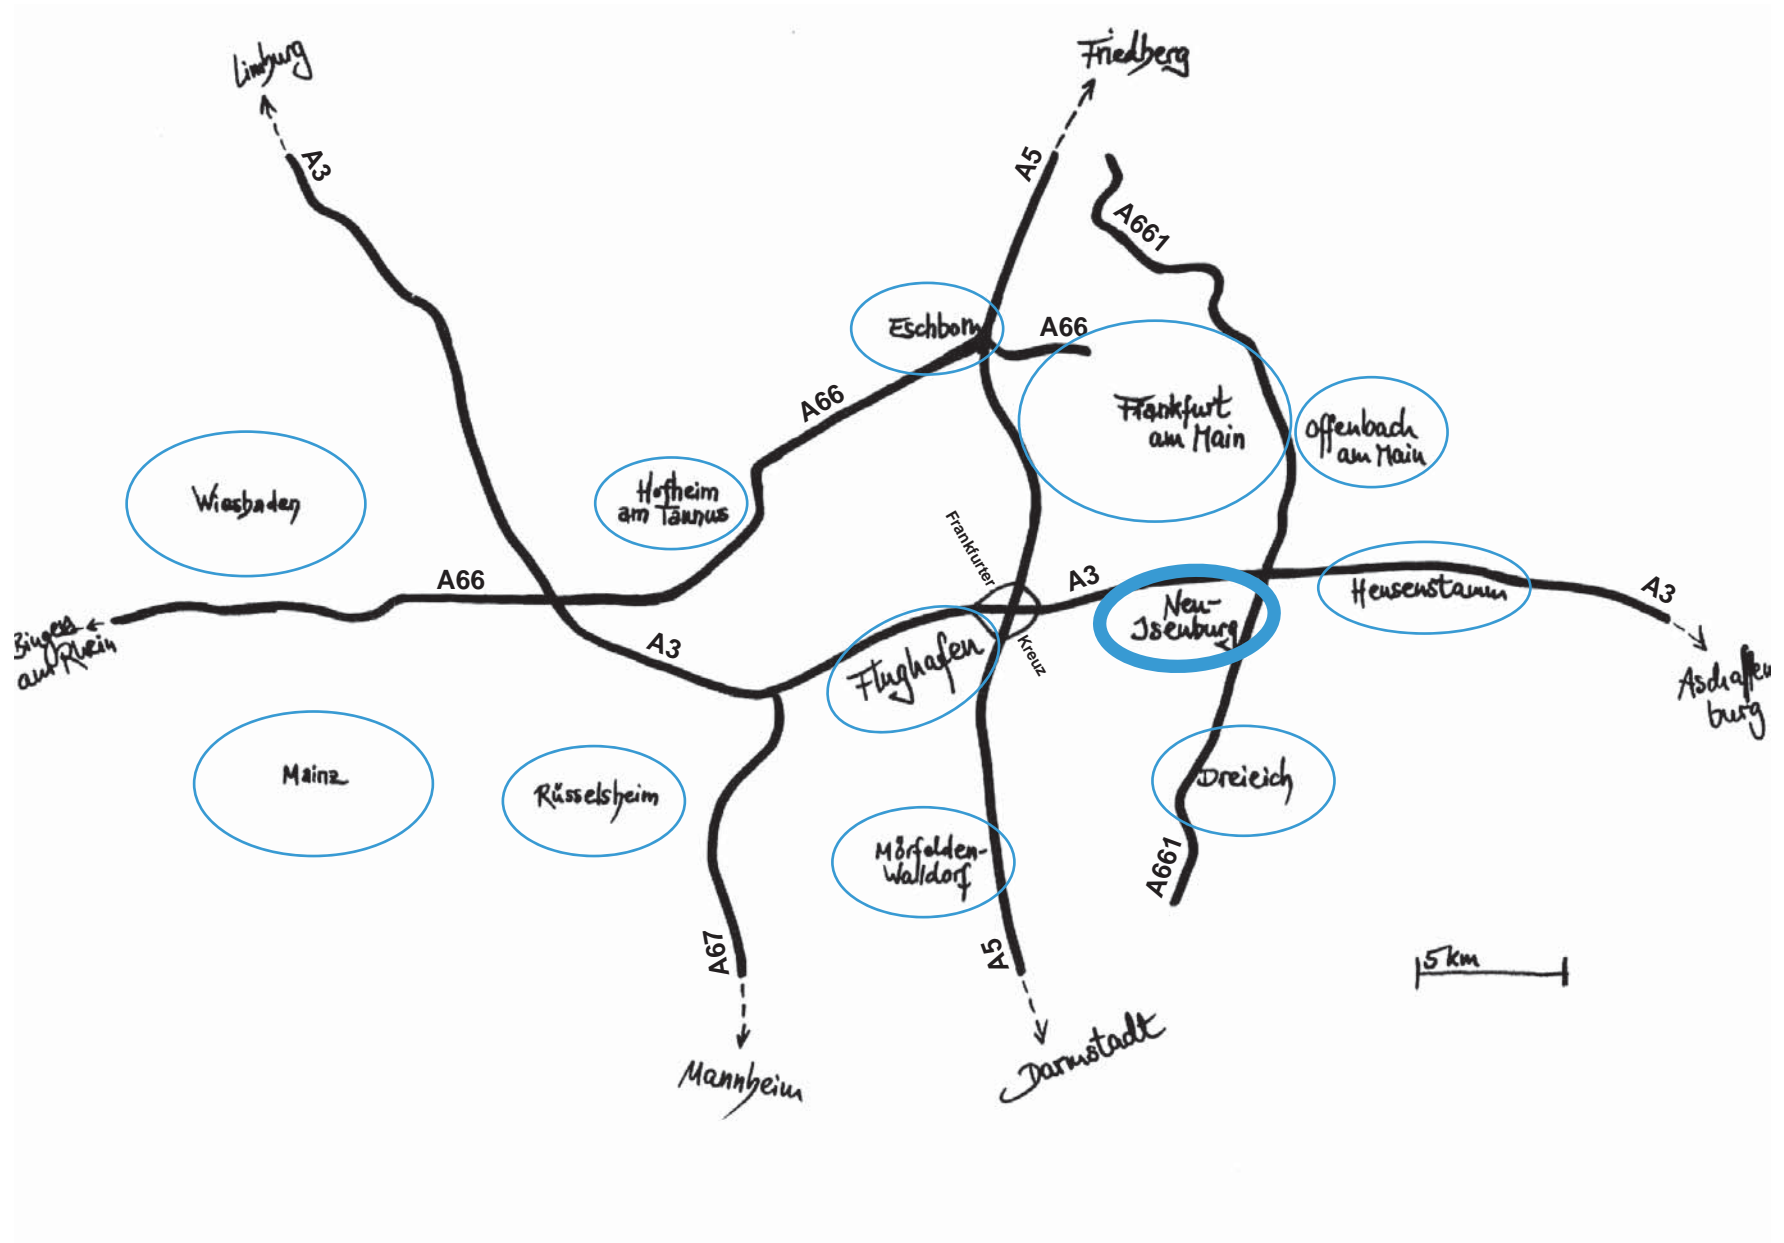 Limburg
Friedberg
A3
A5
A661
Eschborn
A66
A66
Frankfurt
am Main
Offenbach
am Main
Wiesbaden
Hofheim
am Taunus
Frankfurter
Kreuz
A66
A3
A3
Neu-
Isenburg
Heusenstamm
A3
Bingen
am Rhein
Flughafen
Aschaffen
burg
Mainz
Rüsselsheim
Dreieich
Mörfelden-
Walldorf
A661
A67
A5
5 km
Mannheim
Darmstadt